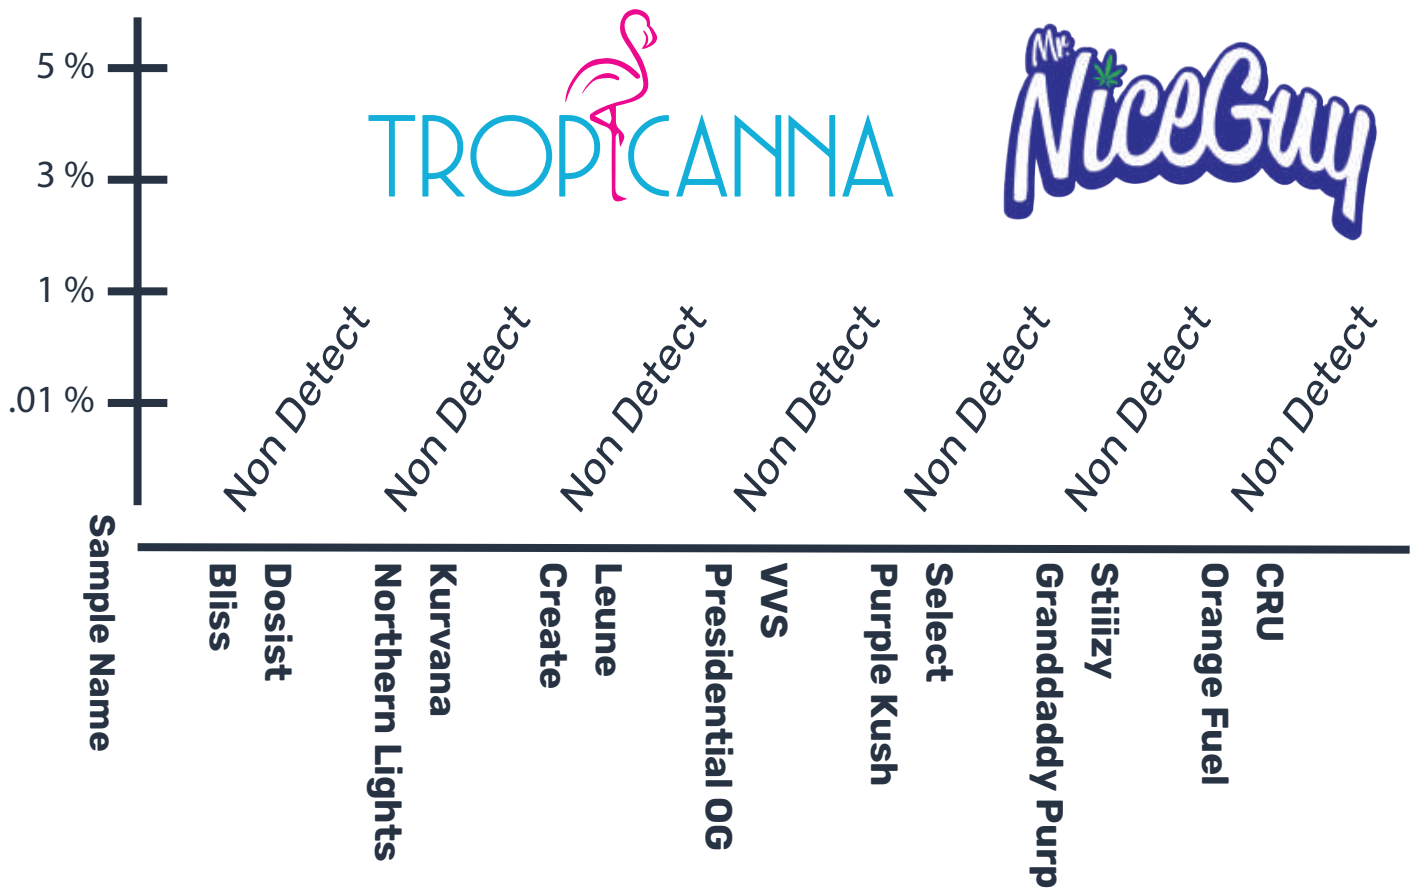 5 %
3 %
1 %
.01 %
TROPICANNA
Mr.
NiceGuy
Non Detect
Non Detect
Non Detect
Non Detect
Non Detect
Non Detect
Non Detect
Sample Name
Dosist
Bliss
Kurvana
Northern Lights
Leune
Create
VVS
Presidential OG
Select
Purple Kush
Stiiizy
Granddaddy Purp
CRU
Orange Fuel